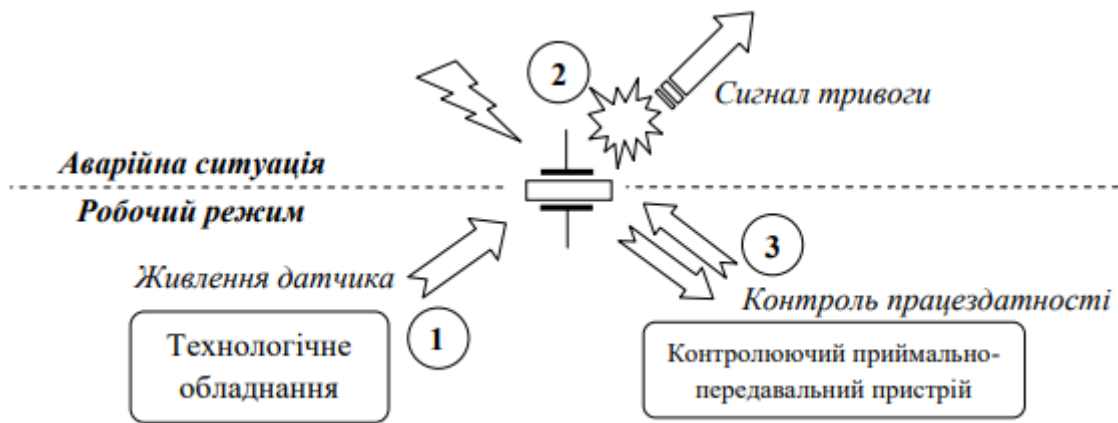 2
Сигнал тривоги
Аварійна ситуація
Робочий режим
3
Живлення датчика
Контроль працездатності
1
Технологічне
обладнання
Контролюючий приймально-
передавальний пристрій